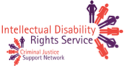 Intellectual Disability
Rights Service
Criminal Justice
Support Network